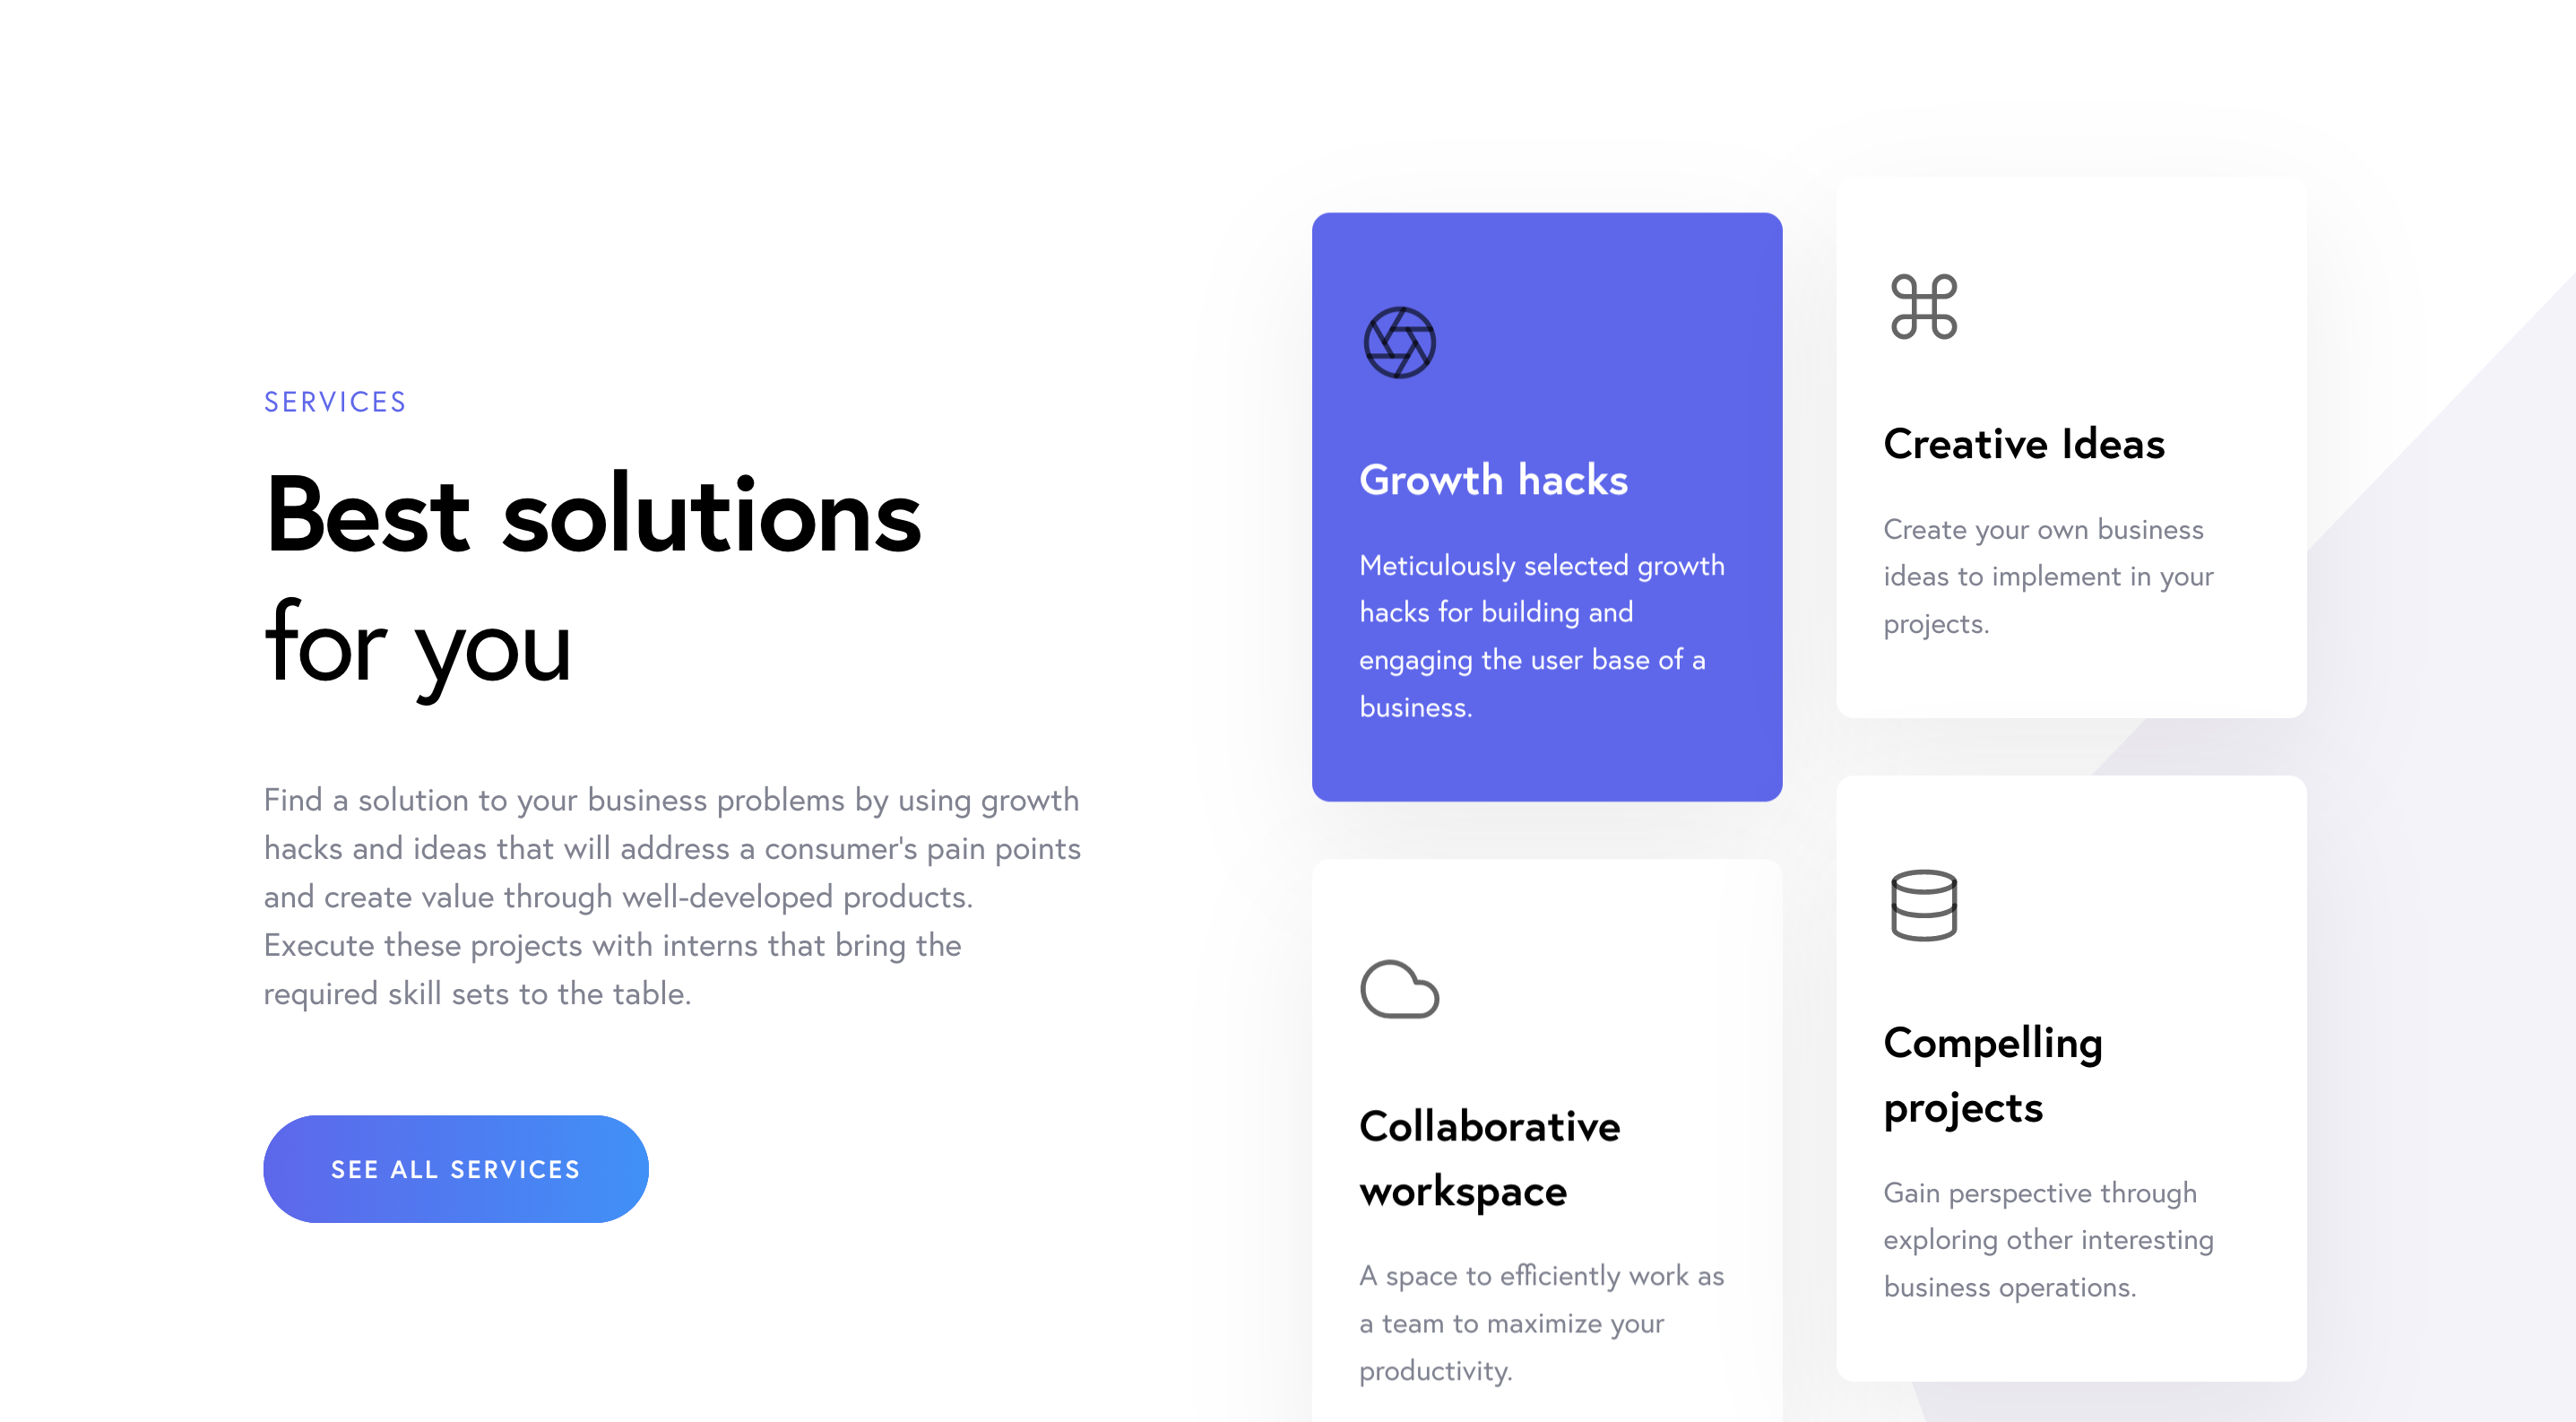 SERVICES
Best solutions
for you
Find a solution to your business problems by using growth
hacks and ideas that will address a consumer's pain points
and create value through well-developed products.
Execute these projects with interns that bring the
required skill sets to the table.
SEE ALL SERVICES
Growth hacks
Meticulously selected growth
hacks for building and
engaging the user base of a
business.
Creative Ideas
Create your own business
ideas to implement in your
projects.
Collaborative
workspace
A space to efficiently work as
a team to maximize your
productivity.
Compelling
projects
Gain perspective through
exploring other interesting
business operations.